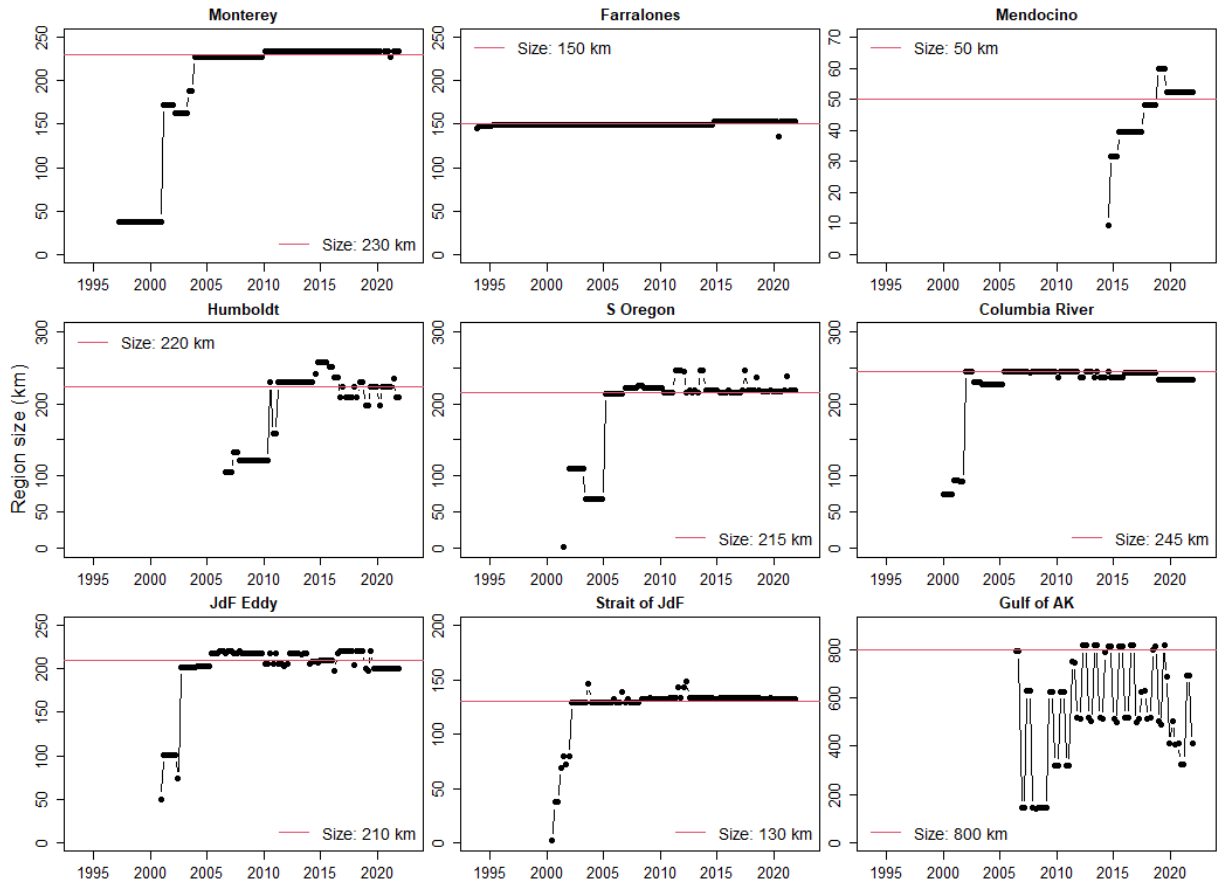 Monterey
Farralones
Mendocino
0 50 100 150 200 250
Size: 230 km
1995 2000 2005 2010 2015 2020
0 50 100 150 200 250
Size: 150 km
1995 2000 2005 2010 2015 2020
0 10 20 30 40 50 60 70
Size: 50 km
1995 2000 2005 2010 2015 2020
Humboldt
S Oregon
Columbia River
Region size (km)
0 50 100 200 300
Size: 220 km
1995 2000 2005 2010 2015 2020
0 50 100 200 300
Size: 215 km
1995 2000 2005 2010 2015 2020
0 50 100 200 300
Size: 245 km
1995 2000 2005 2010 2015 2020
JdF Eddy
Strait of JdF
Gulf of AK
0 50 100 150 200 250
Size: 210 km
1995 2000 2005 2010 2015 2020
0 50 100 150 200
Size: 130 km
1995 2000 2005 2010 2015 2020
0 200 400 600 800
Size: 800 km
1995 2000 2005 2010 2015 2020